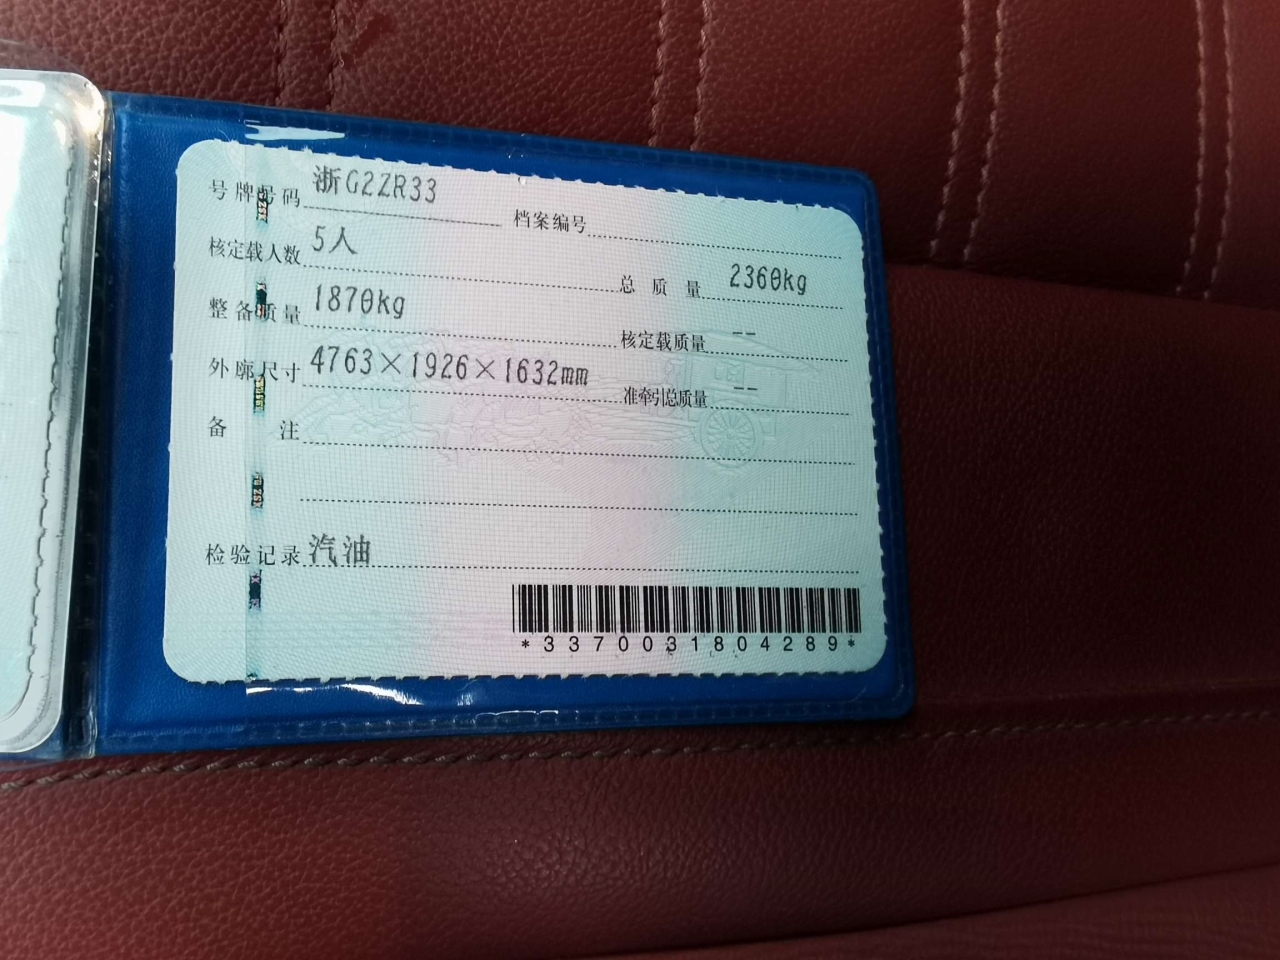 号牌号码 浙G2ZR33 档案编号
核定载人数 5人 总质量 2360kg
整备质量 1870kg 核定载质量 --
外廓尺寸 4763×1926×1632mm 准牵引总质量 --
备注
检验记录 汽油
*3370031804289*